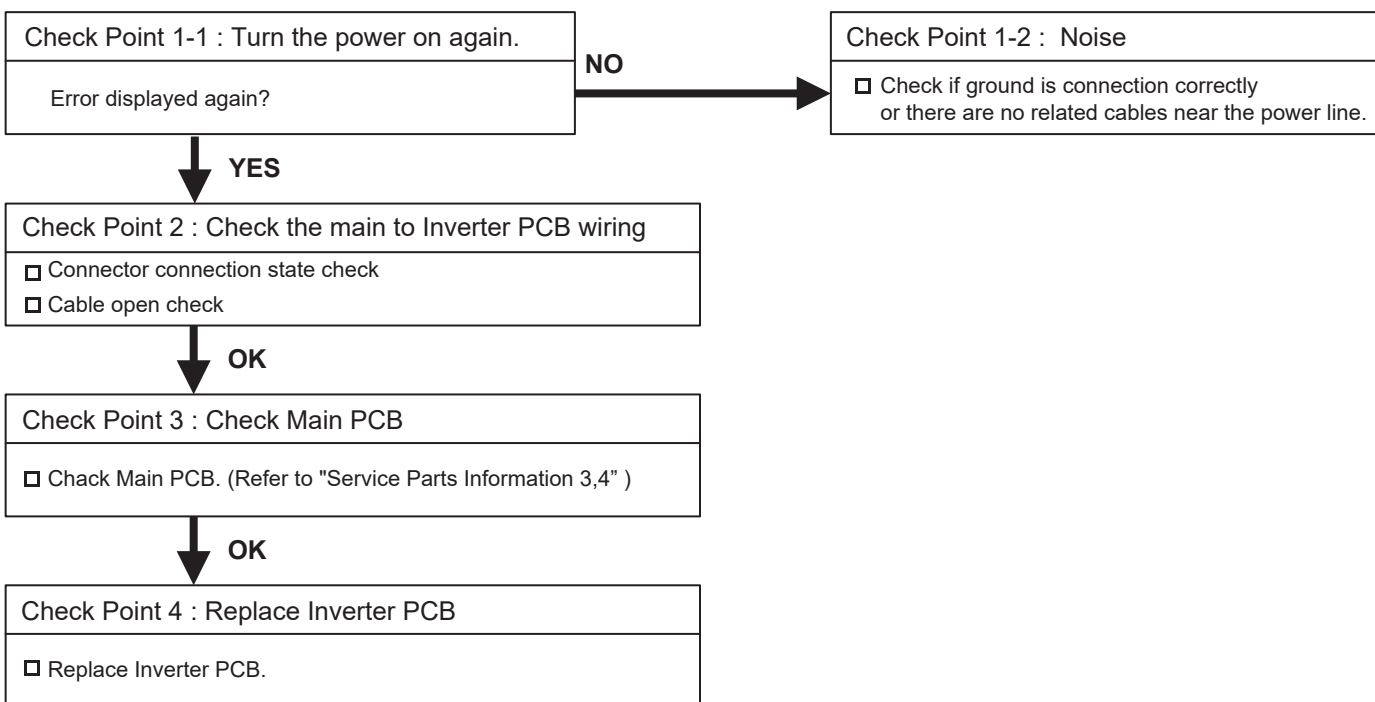 Check Point 1-1 : Turn the power on again.
Error displayed again?
NO
Check Point 1-2 :  Noise
Check if ground is connection correctly
or there are no related cables near the power line.
YES
Check Point 2 : Check the main to Inverter PCB wiring
Connector connection state check
Cable open check
OK
Check Point 3 : Check Main PCB
Chack Main PCB. (Refer to "Service Parts Information 3,4” )
OK
Check Point 4 : Replace Inverter PCB
Replace Inverter PCB.